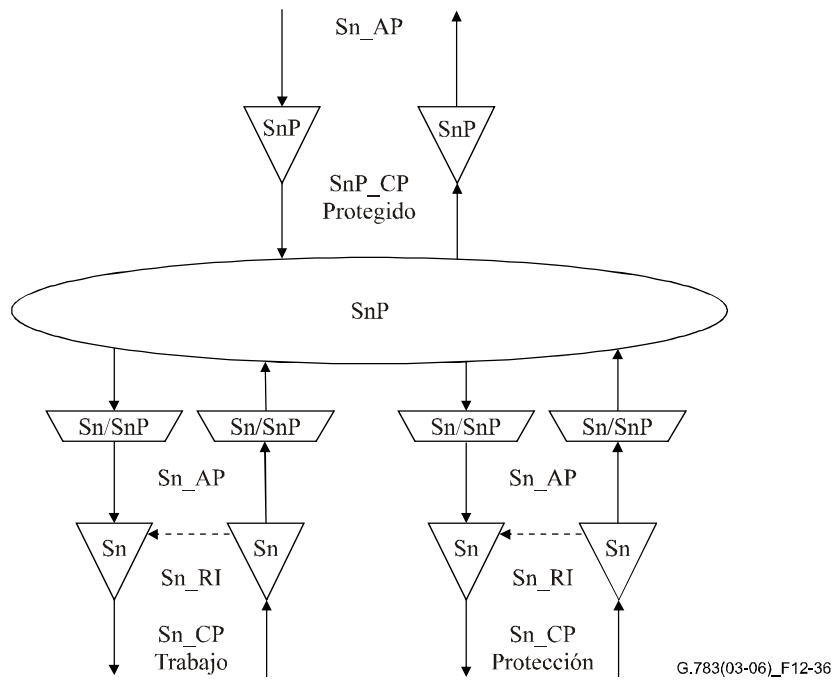 Sn_AP
SnP
SnP
SnP_CP
Protegido
SnP
Sn/SnP
Sn/SnP
Sn/SnP
Sn/SnP
Sn_AP
Sn_AP
Sn
Sn
Sn
Sn
Sn_RI
Sn_RI
Sn_CP
Trabajo
Sn_CP
Protección
G.783(03-06)_F12-36